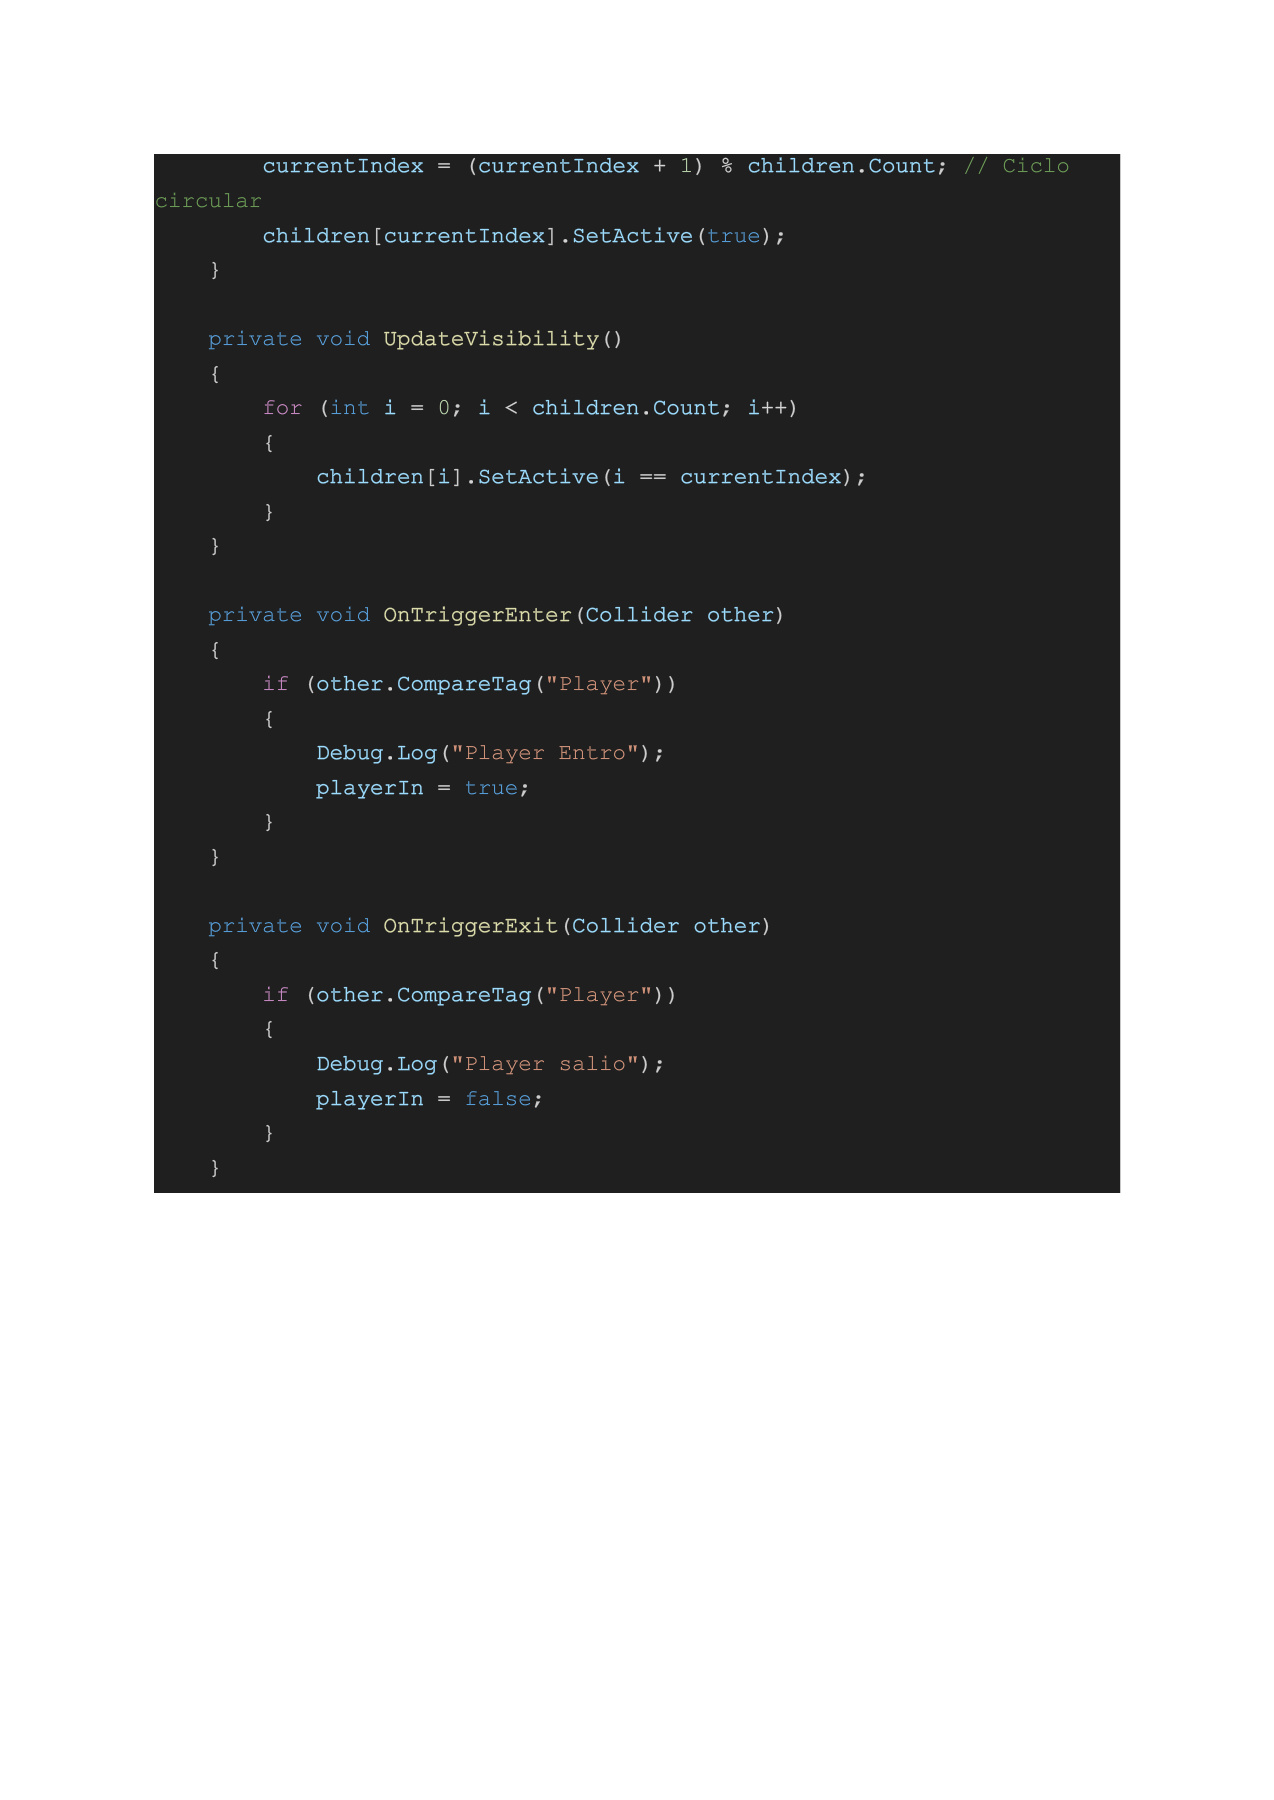 currentIndex = (currentIndex + 1) % children.Count; // Ciclo
circular
        children[currentIndex].SetActive(true);
    }

    private void UpdateVisibility()
    {
        for (int i = 0; i < children.Count; i++)
        {
            children[i].SetActive(i == currentIndex);
        }
    }

    private void OnTriggerEnter(Collider other)
    {
        if (other.CompareTag("Player"))
        {
            Debug.Log("Player Entro");
            playerIn = true;
        }
    }

    private void OnTriggerExit(Collider other)
    {
        if (other.CompareTag("Player"))
        {
            Debug.Log("Player salio");
            playerIn = false;
        }
    }